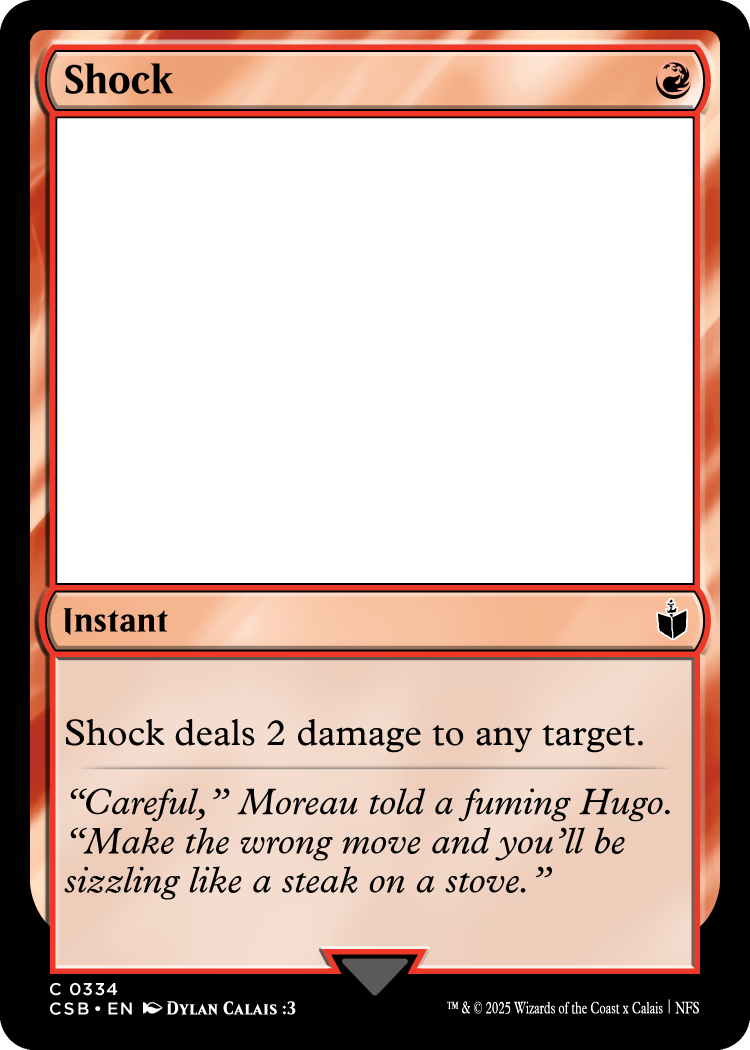 Shock
Instant
Shock deals 2 damage to any target.
“Careful,” Moreau told a fuming Hugo.
“Make the wrong move and you’ll be
sizzling like a steak on a stove.”
C 0334
CSB • EN DYLAN CALAIS :3
™ & © 2025 Wizards of the Coast x Calais | NFS